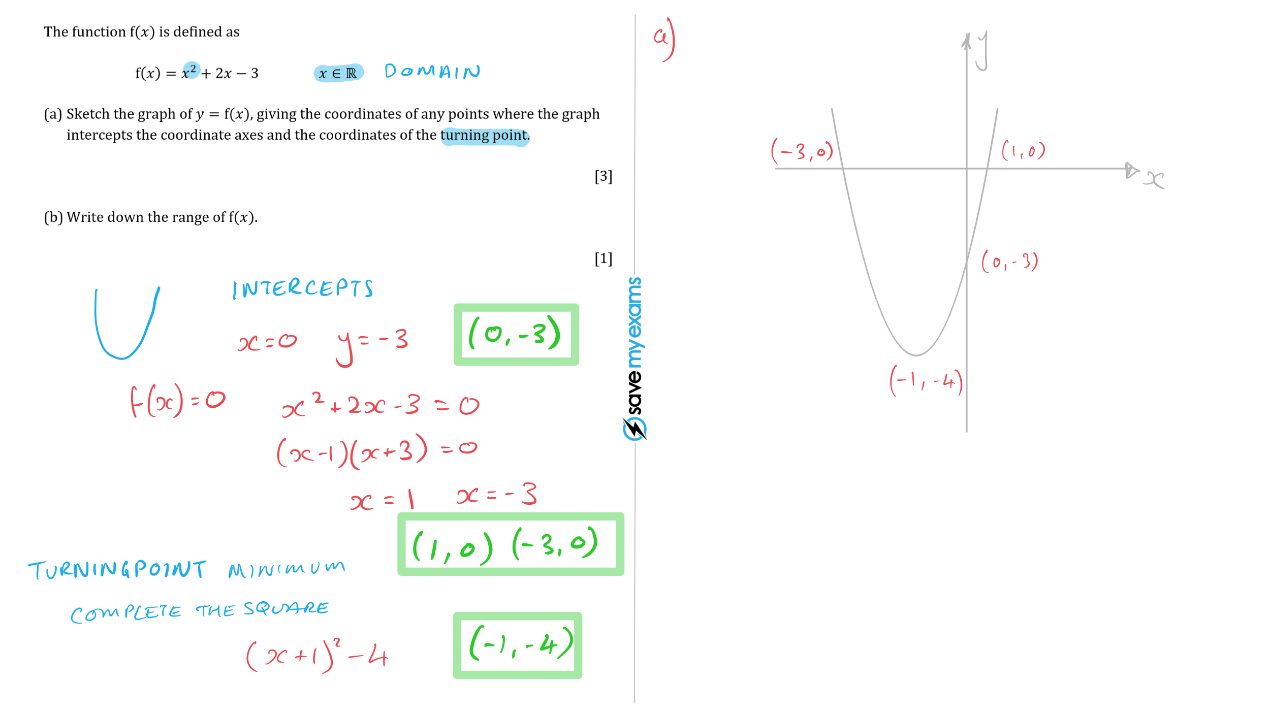 The function f(x) is defined as
f(x) = x² + 2x − 3 x ∈ ℝ DOMAIN
(a) Sketch the graph of y = f(x), giving the coordinates of any points where the graph
intercepts the coordinate axes and the coordinates of the turning point.
[3]
(b) Write down the range of f(x).
[1]
INTERCEPTS
x=0 y=-3 (0,-3)
f(x)=0 x²+2x-3=0
(x-1)(x+3)=0
x=1 x=-3
(1,0) (-3,0)
TURNING POINT MINIMUM
COMPLETE THE SQUARE
(x+1)²-4 (-1,-4)
save my exams
a)
y
(-3,0) (1,0)
x
(0,-3)
(-1,-4)